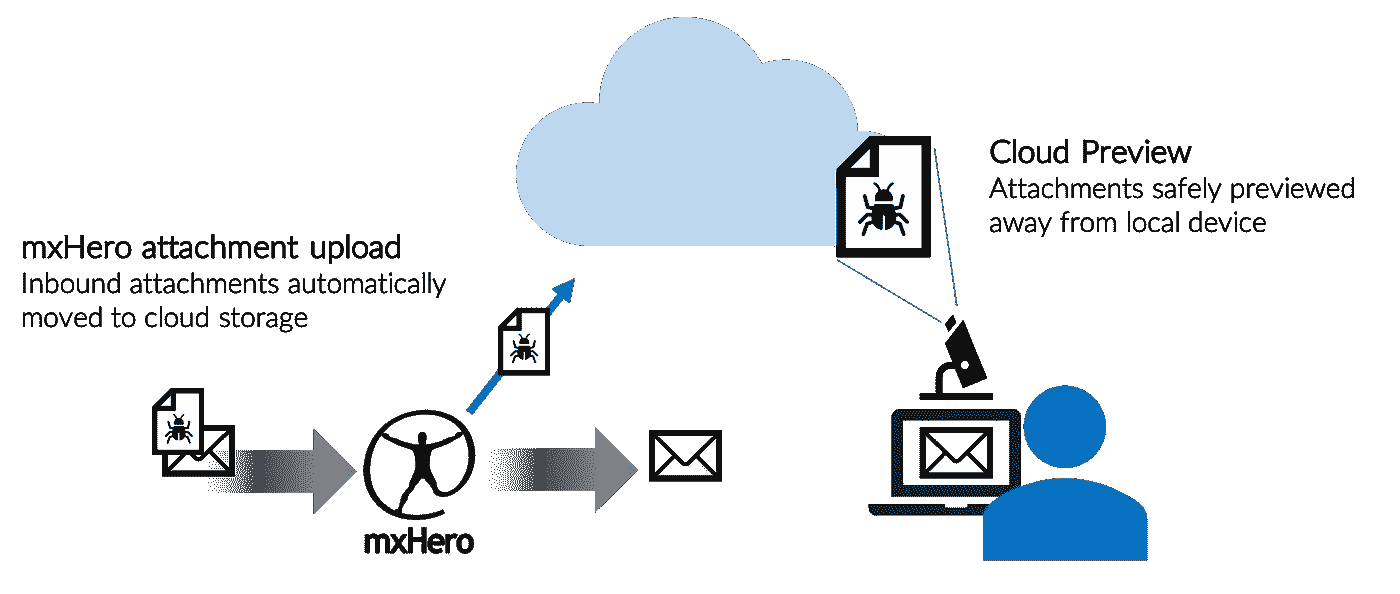 Cloud Preview
Attachments safely previewed
away from local device
mxHero attachment upload
Inbound attachments automatically
moved to cloud storage
mxHero